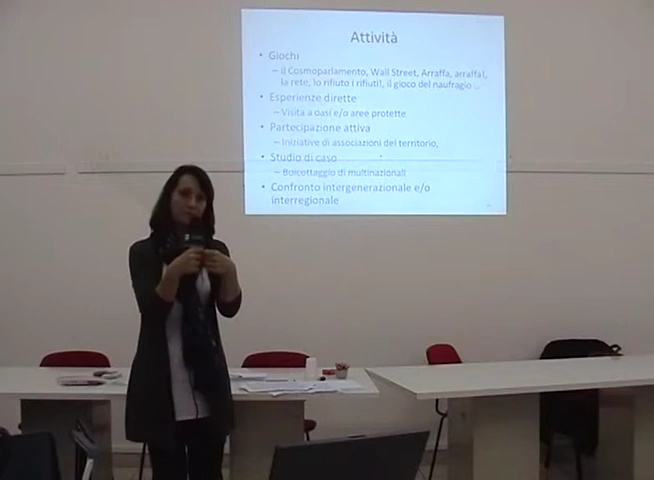 Attività
• Giochi
– il Cosmoparlamento, Wall Street, Arraffa, arraffa!,
la rete, Io rifiuto i rifiuti!, il gioco del naufragio ...
• Esperienze dirette
– Visita a oasi e/o aree protette
• Partecipazione attiva
– Iniziative di associazioni del territorio,
• Studio di caso
– Boicottaggio di multinazionali
• Confronto intergenerazionale e/o
interregionale